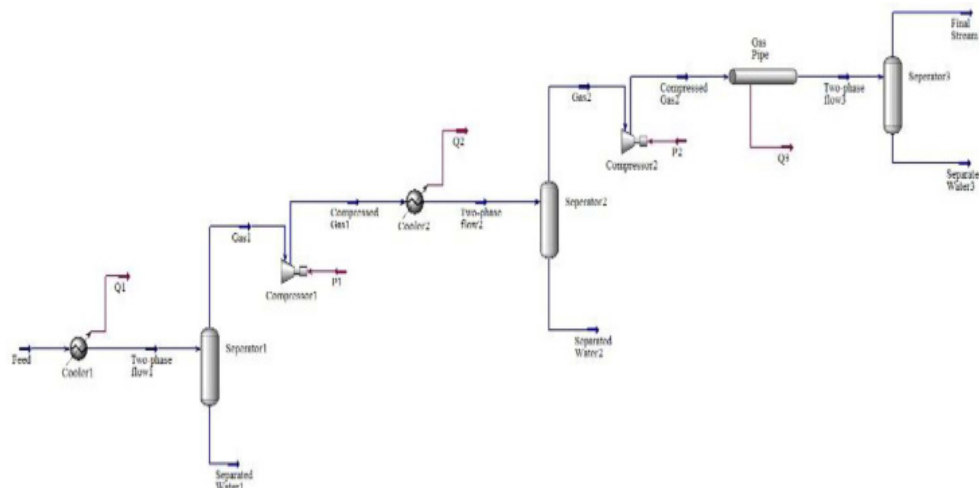 Final
Stream
Gas
Pipe
Seperator3
Compressed
Gas2
Two-phase
flow3
Gas2
Q3
Compressor2
P2
Separate
Water3
Q2
Seperator2
Compressed
Gas1
Cooler2
Two-phase
flow2
Gas1
Compressor1
P1
Q1
Separated
Water2
Seperator1
Feed
Cooler1
Two-phase
flow1
Separated
Water1